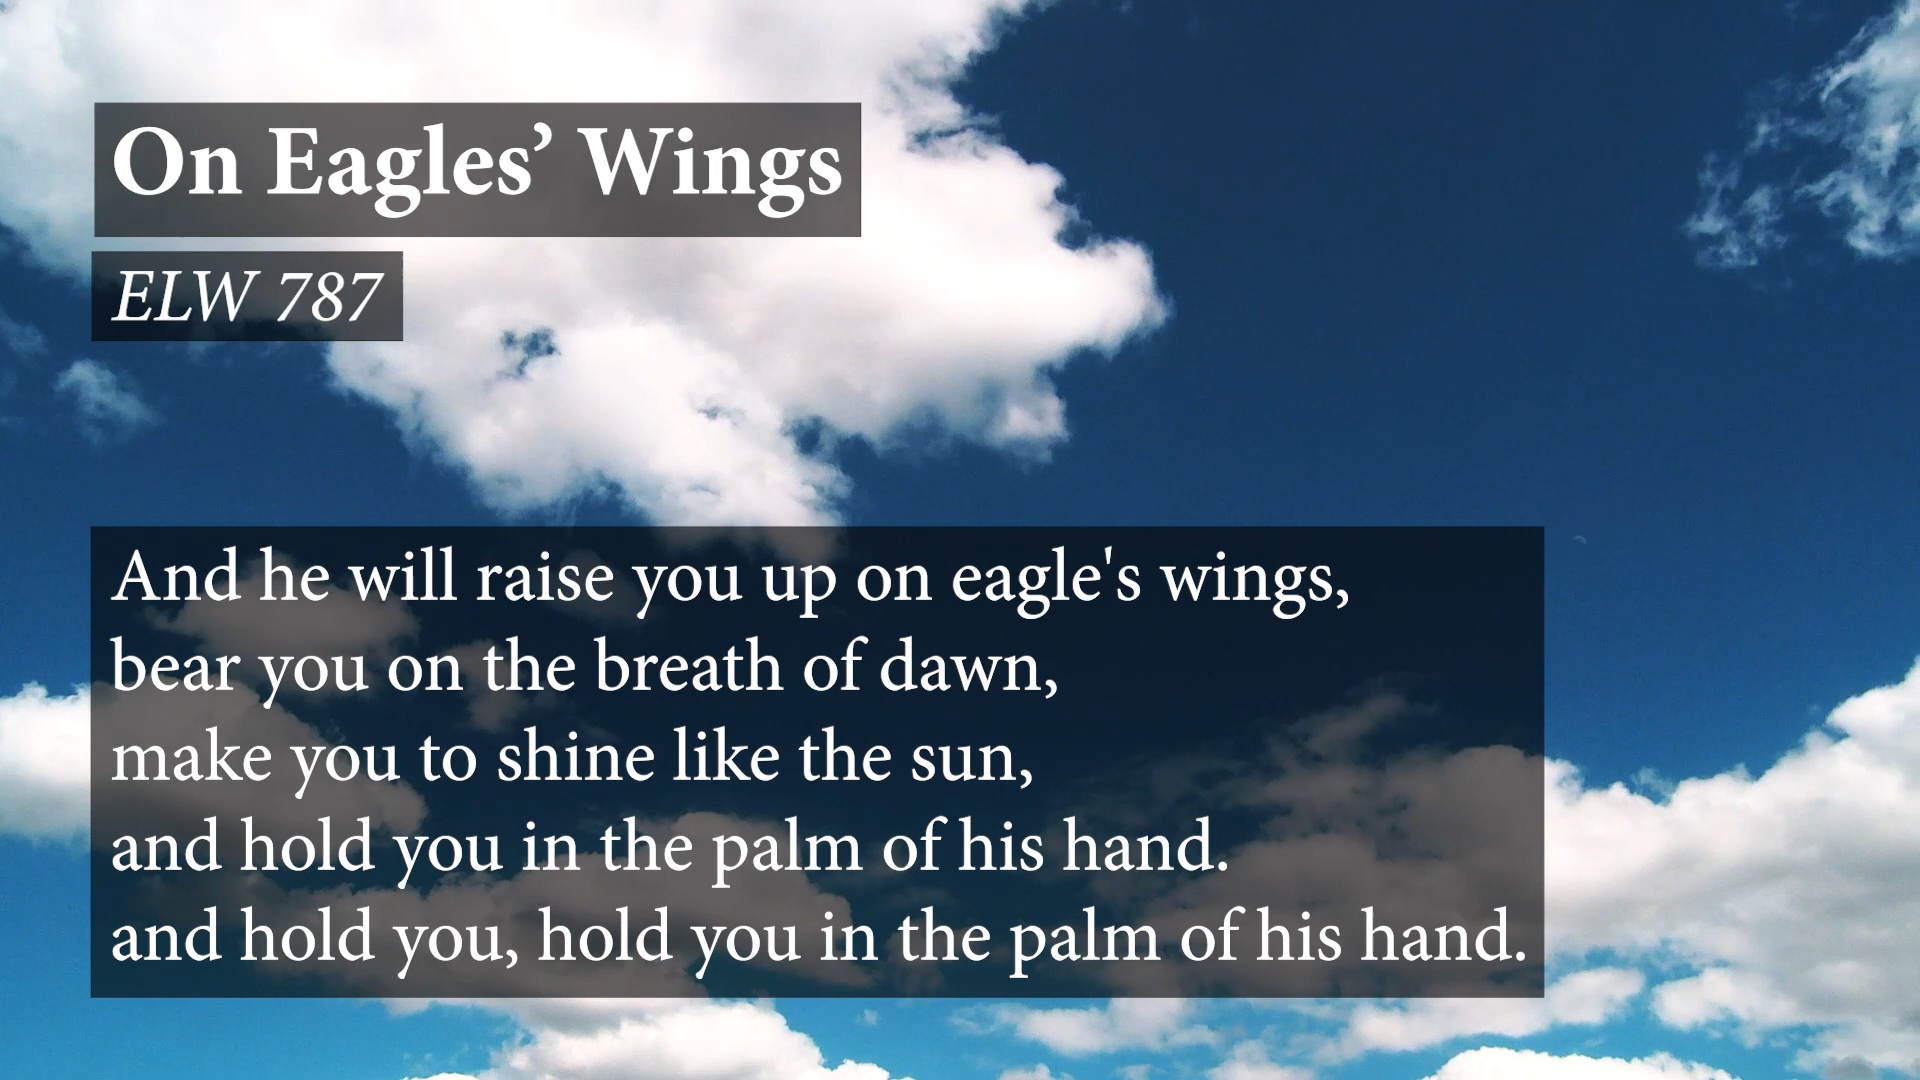 On Eagles’ Wings
ELW 787
And he will raise you up on eagle's wings,
bear you on the breath of dawn,
make you to shine like the sun,
and hold you in the palm of his hand.
and hold you, hold you in the palm of his hand.